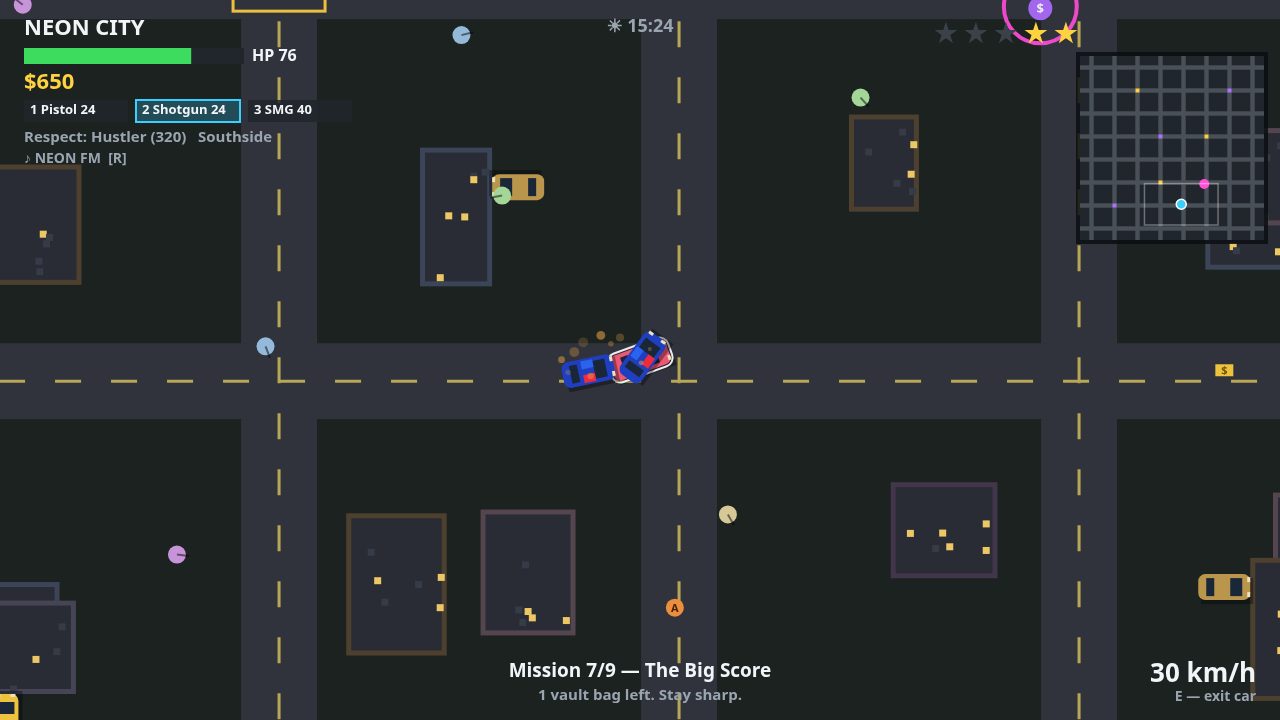 NEON CITY
15:24
$
HP 76
$650
1 Pistol 24
2 Shotgun 24
3 SMG 40
Respect: Hustler (320) Southside
♪ NEON FM [R]
$
A
Mission 7/9 — The Big Score
1 vault bag left. Stay sharp.
30 km/h
E — exit car